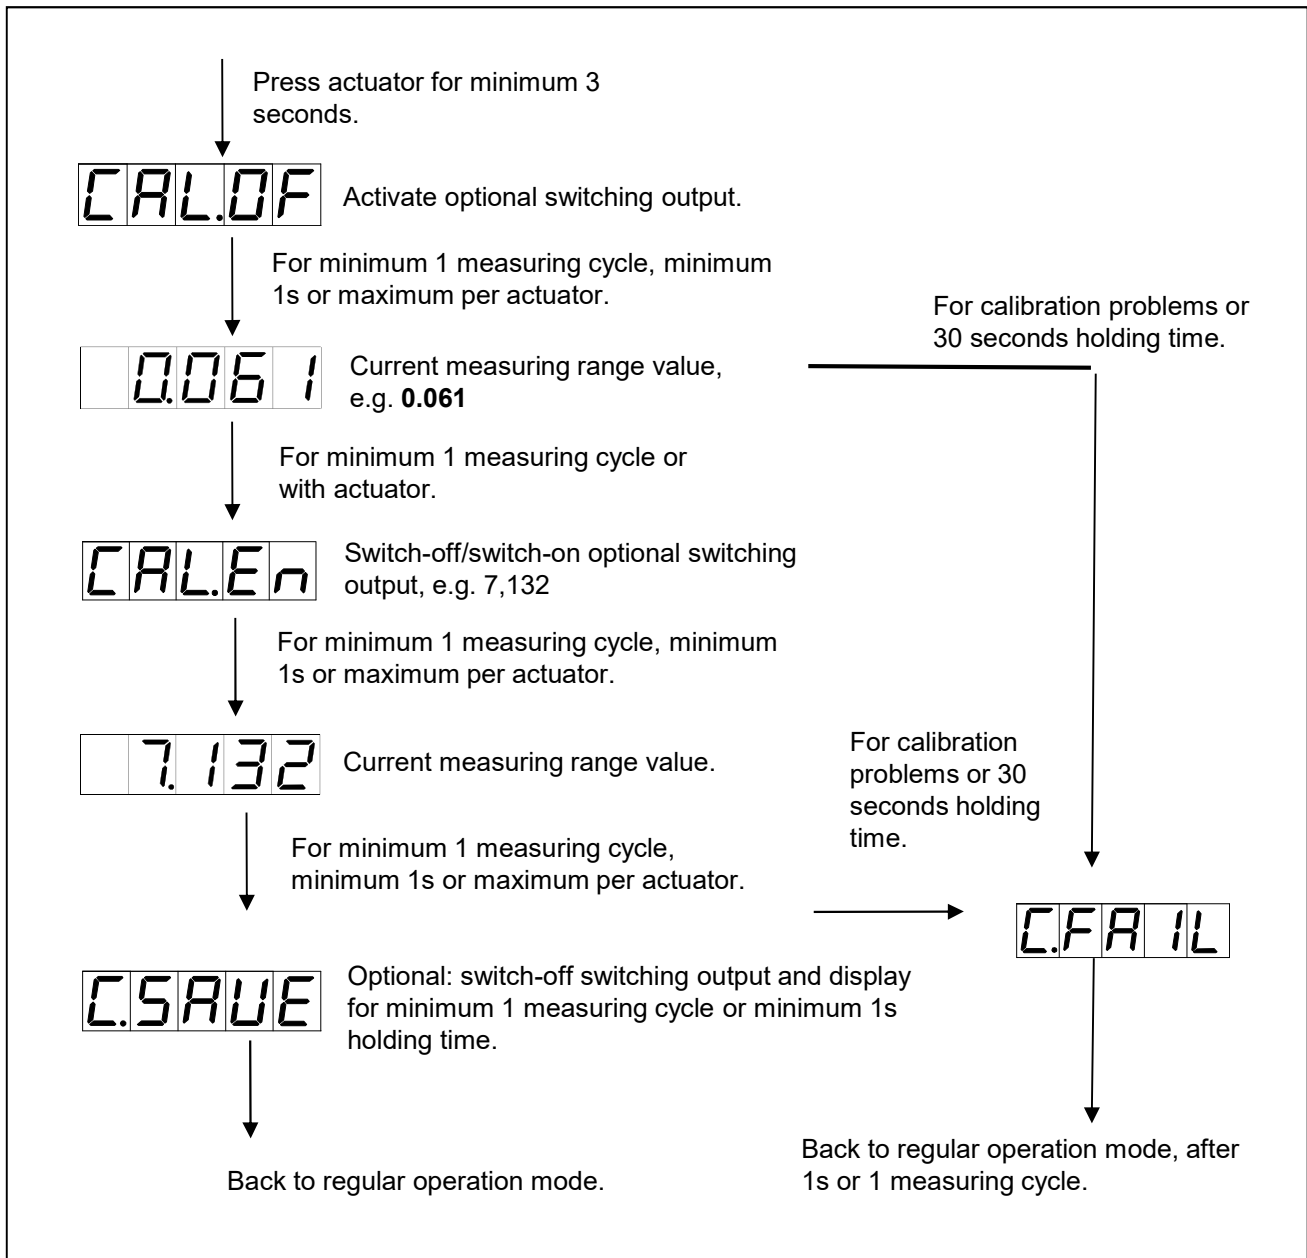 Press actuator for minimum 3
seconds.
CAL.OF
Activate optional switching output.
For minimum 1 measuring cycle, minimum
1s or maximum per actuator.
For calibration problems or
30 seconds holding time.
0.061
Current measuring range value,
e.g. 0.061
For minimum 1 measuring cycle or
with actuator.
CAL.En
Switch-off/switch-on optional switching
output, e.g. 7,132
For minimum 1 measuring cycle, minimum
1s or maximum per actuator.
7.132
Current measuring range value.
For calibration
problems or 30
seconds holding
time.
For minimum 1 measuring cycle,
minimum 1s or maximum per actuator.
C.FAIL
C.SAVE
Optional: switch-off switching output and display
for minimum 1 measuring cycle or minimum 1s
holding time.
Back to regular operation mode.
Back to regular operation mode, after
1s or 1 measuring cycle.